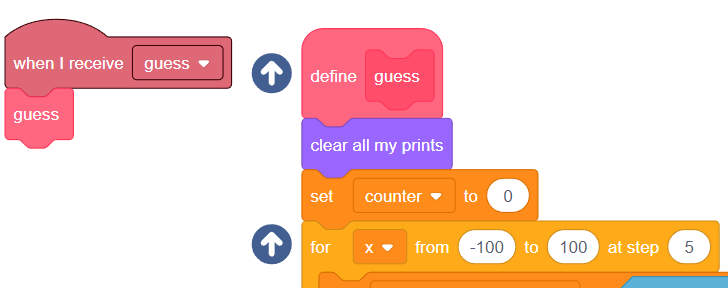 when I receive guess
guess
define guess
clear all my prints
set counter to 0
for x from -100 to 100 at step 5